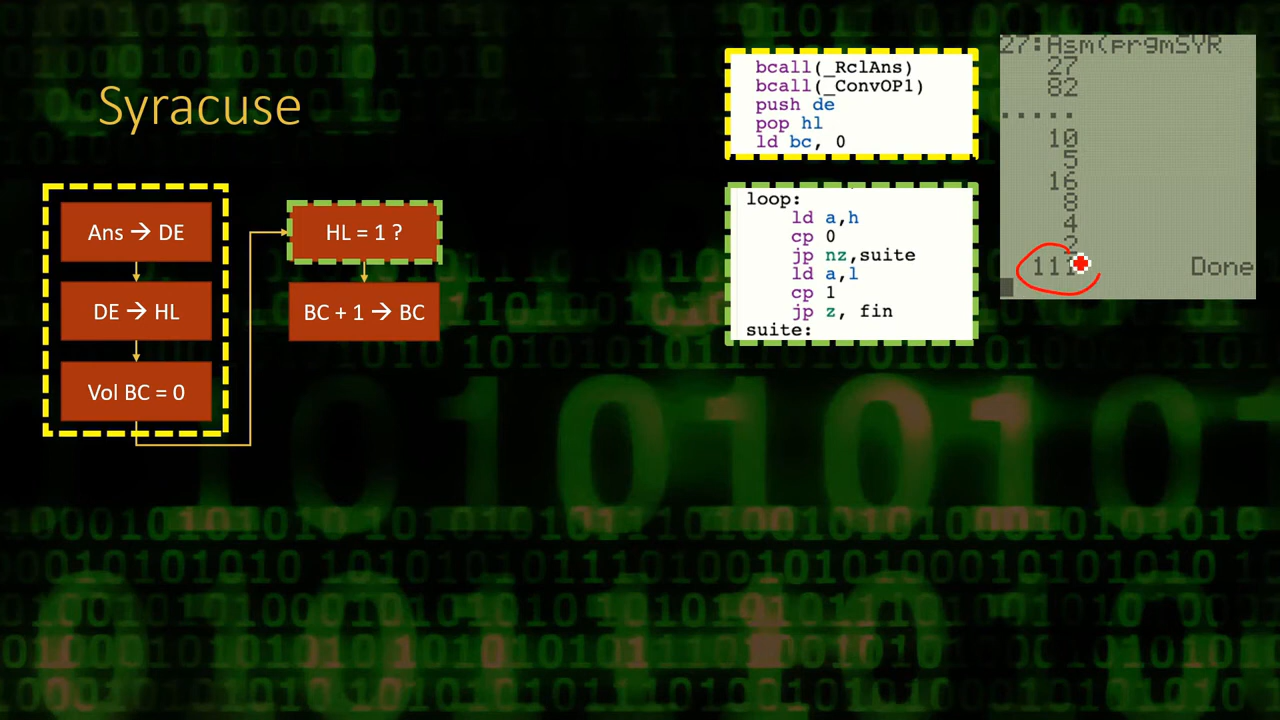 Syracuse
Ans → DE
DE → HL
Vol BC = 0
HL = 1 ?
BC + 1 → BC
bcall(_RclAns)
bcall(_ConvOP1)
push de
pop hl
ld bc, 0
loop:
ld a,h
cp 0
jp nz,suite
ld a,l
cp 1
jp z, fin
suite:
27:Asm(prgmSYR
27
82
.....
10
5
16
8
4
2
111
Done